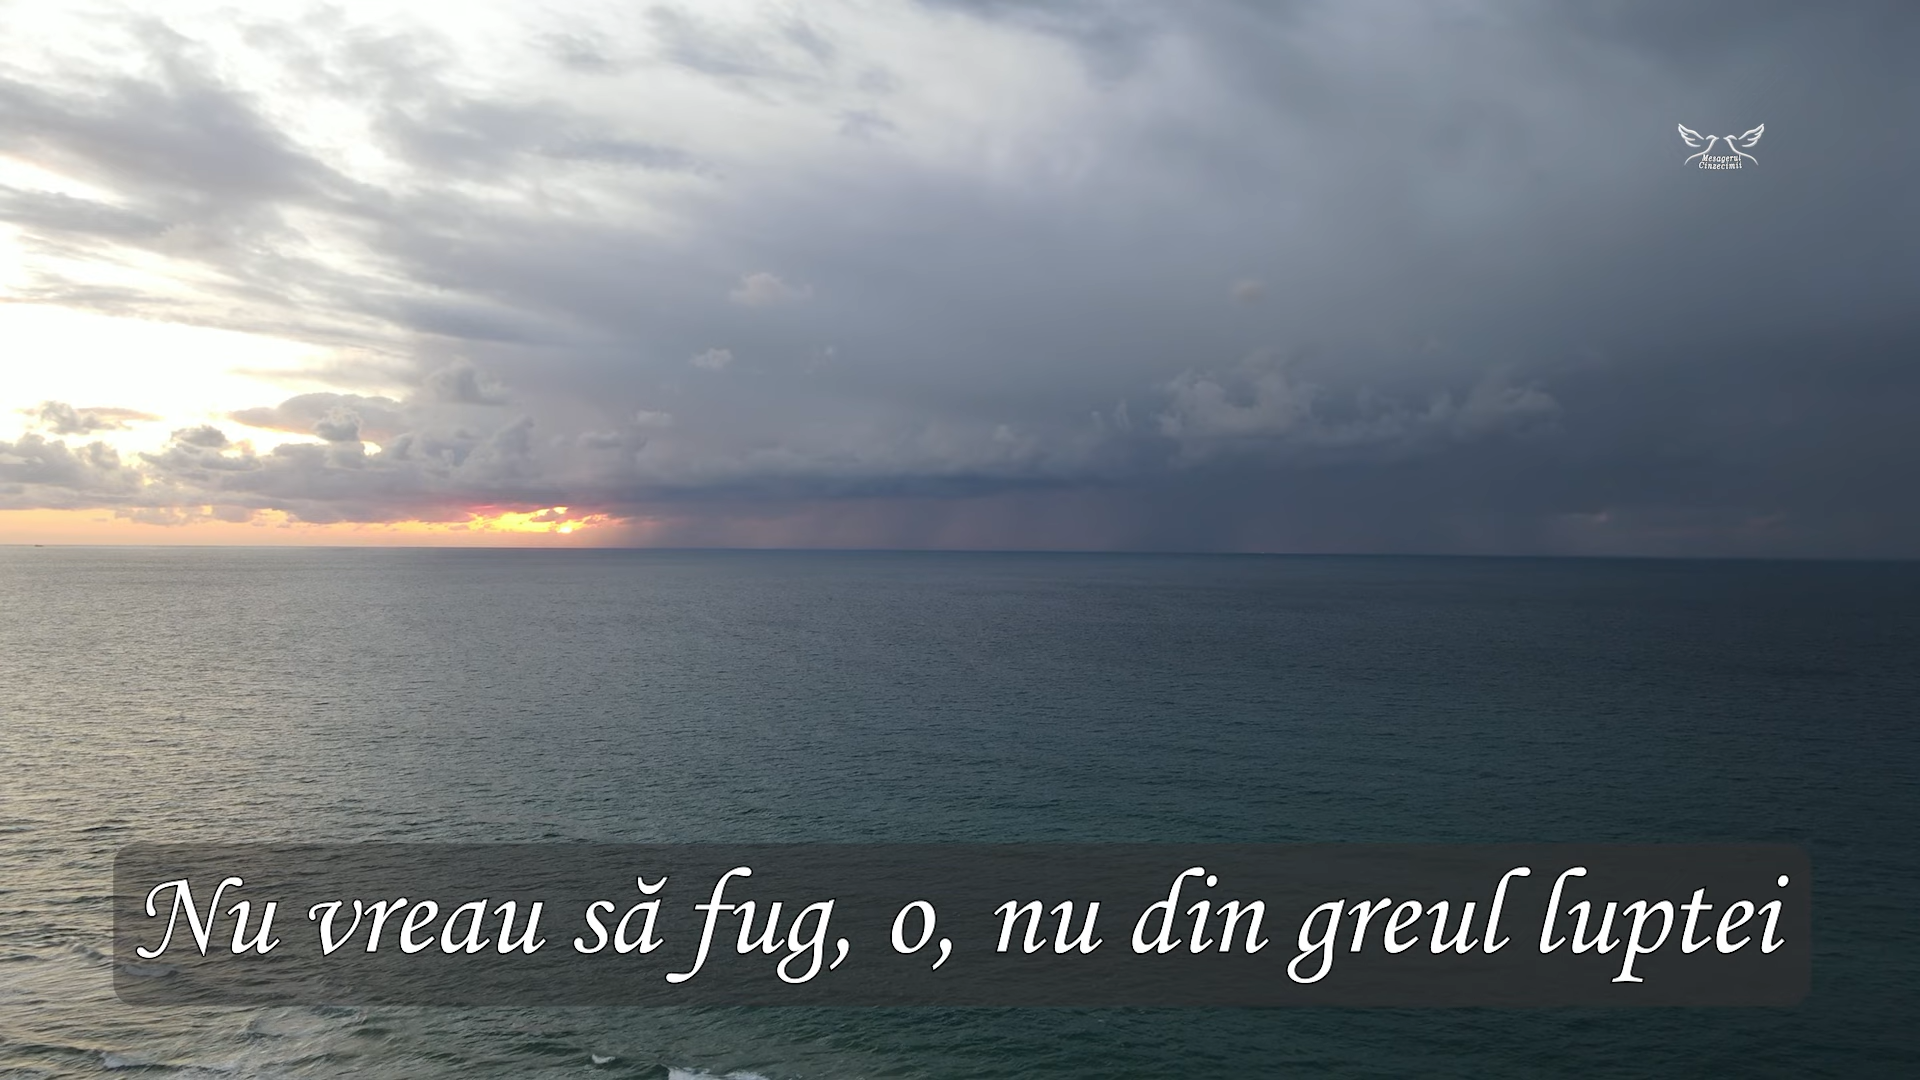 Mesagerul
Cinzecimii
Nu vreau să fug, o, nu din greul luptei